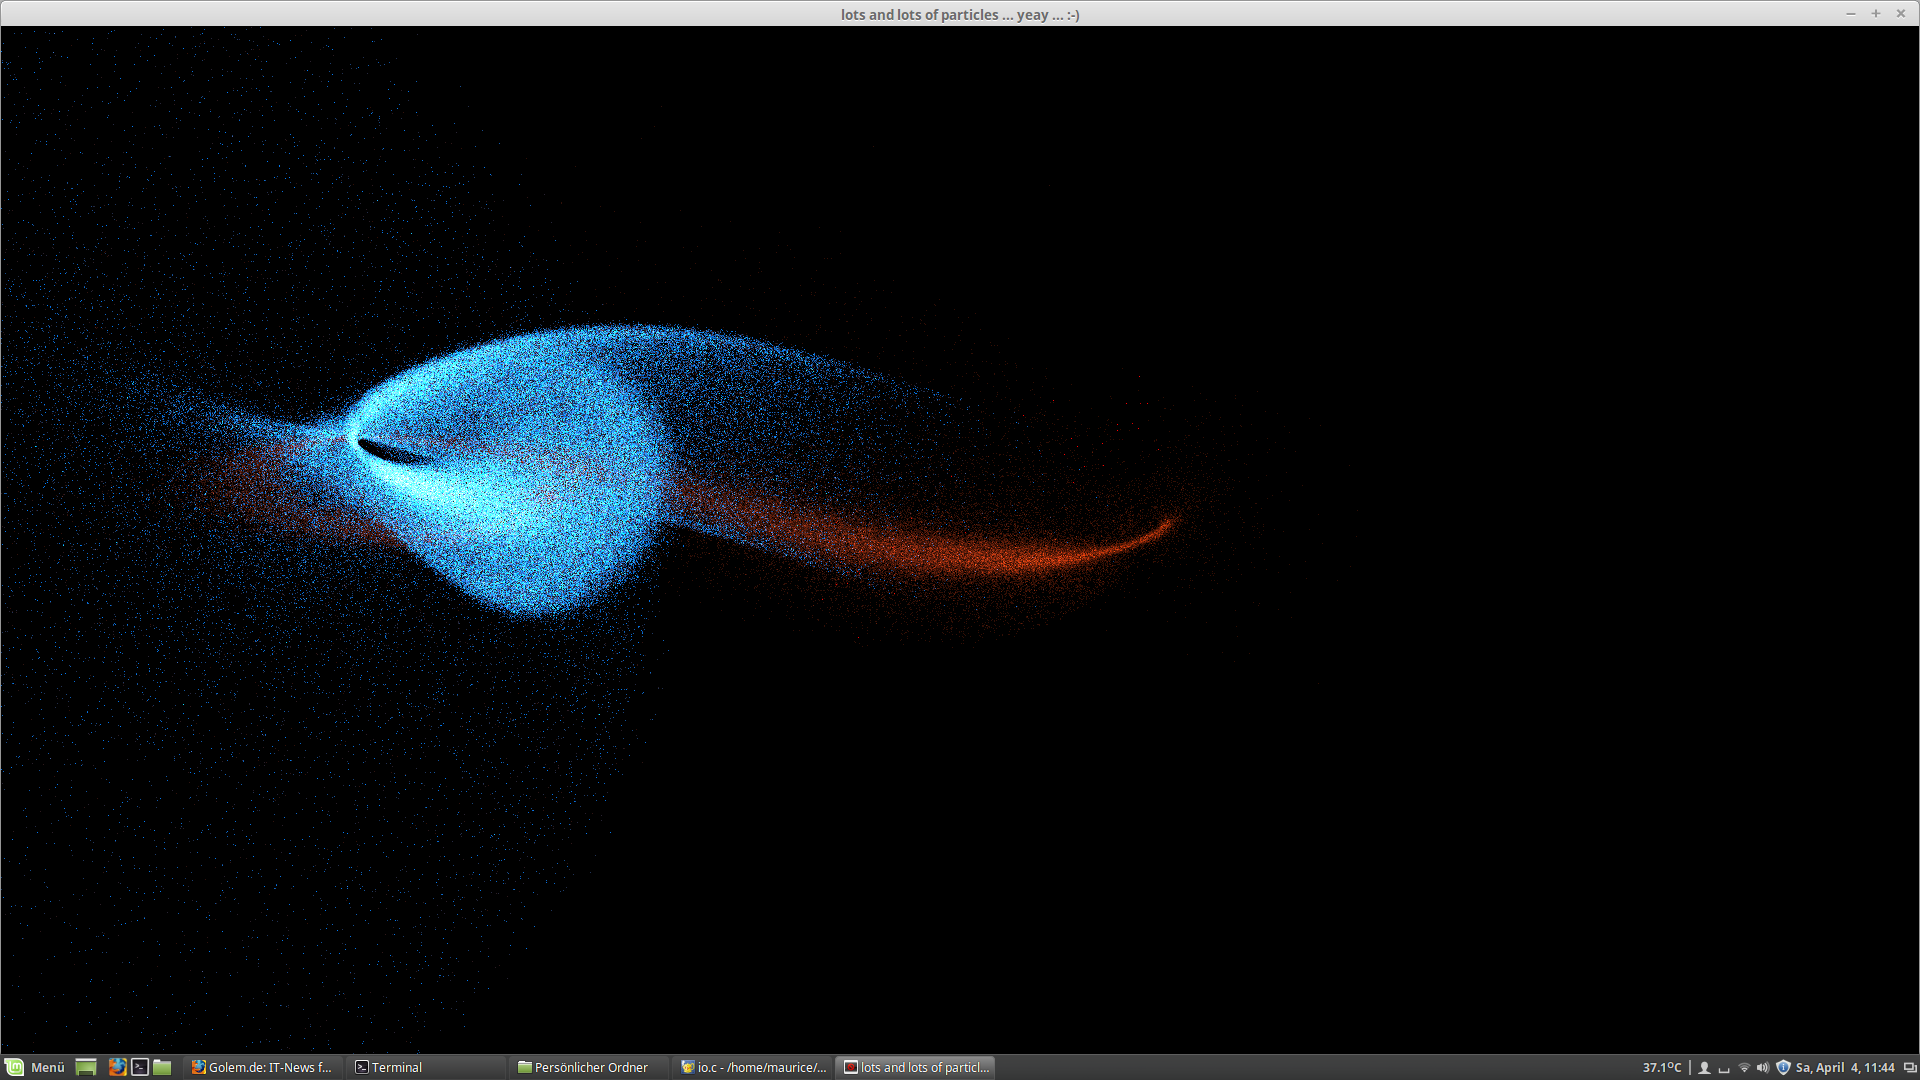 lots and lots of particles ... yeay ... :-)
Menü
Golem.de: IT-News f...
Terminal
Persönlicher Ordner
io.c - /home/maurice/...
lots and lots of particl...
37.1°C
Sa, April 4, 11:44